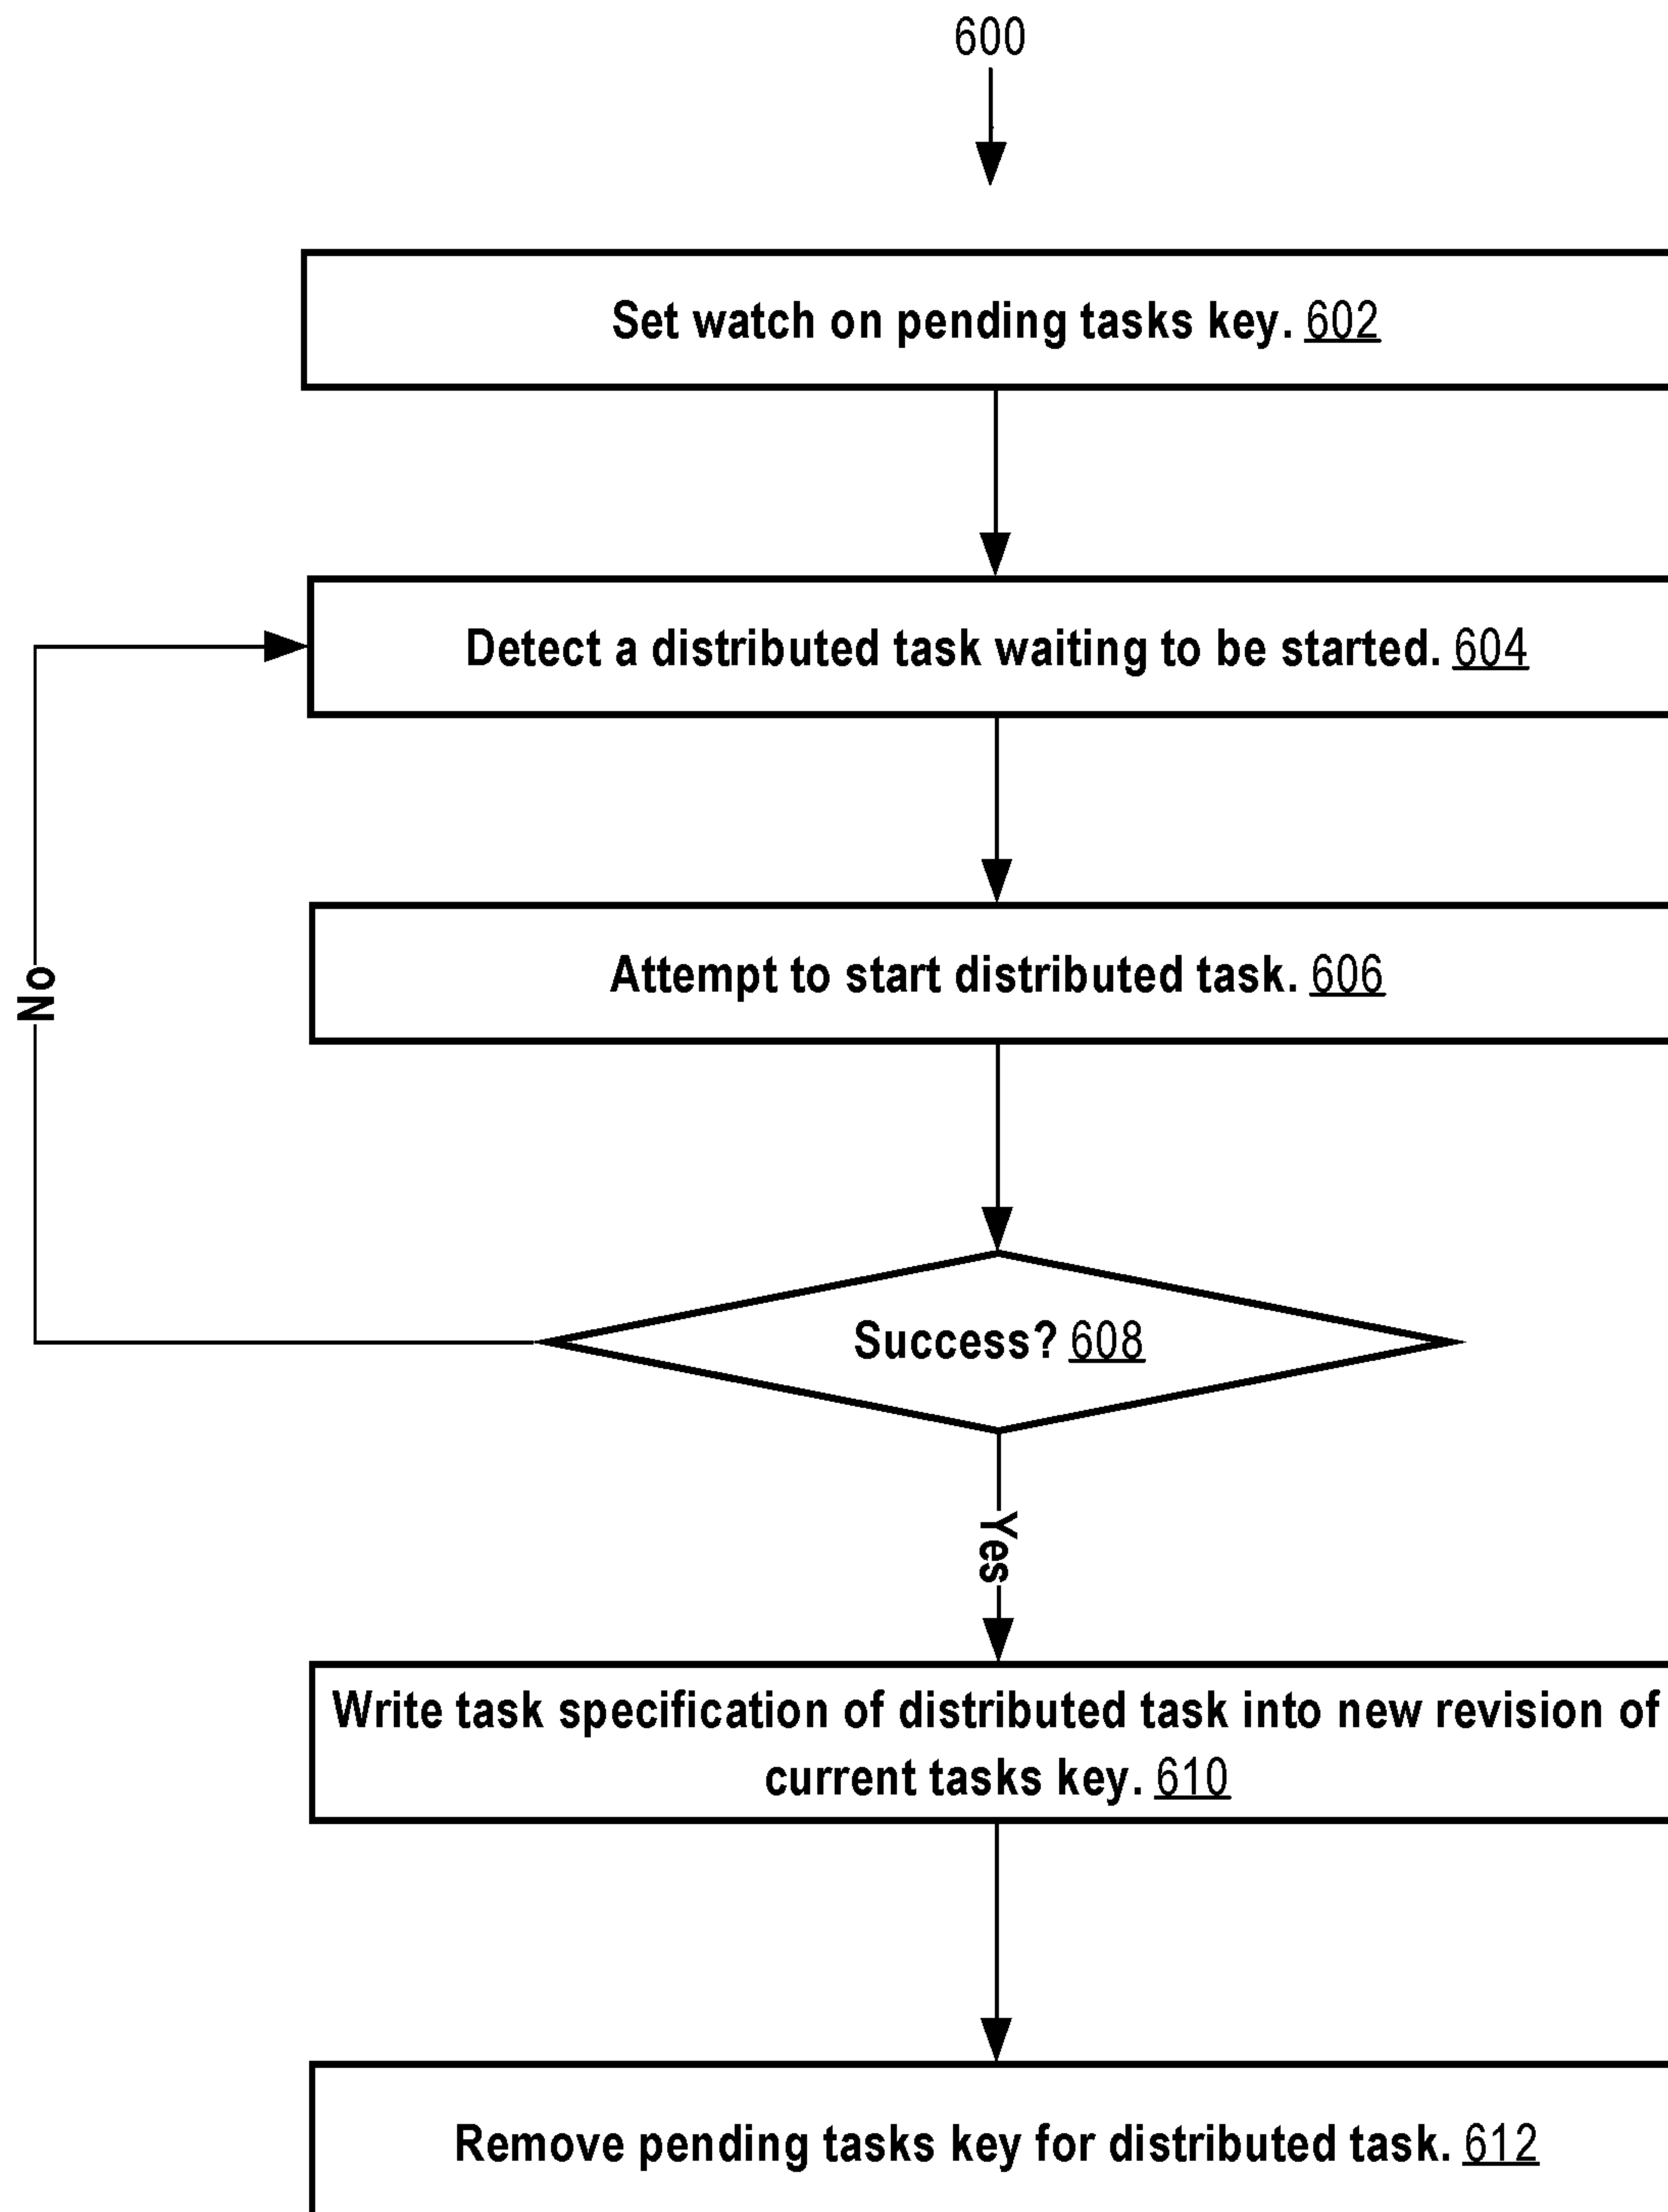 600
Set watch on pending tasks key. 602
Detect a distributed task waiting to be started. 604
Attempt to start distributed task. 606
No
Success? 608
Yes
Write task specification of distributed task into new revision of
current tasks key. 610
Remove pending tasks key for distributed task. 612